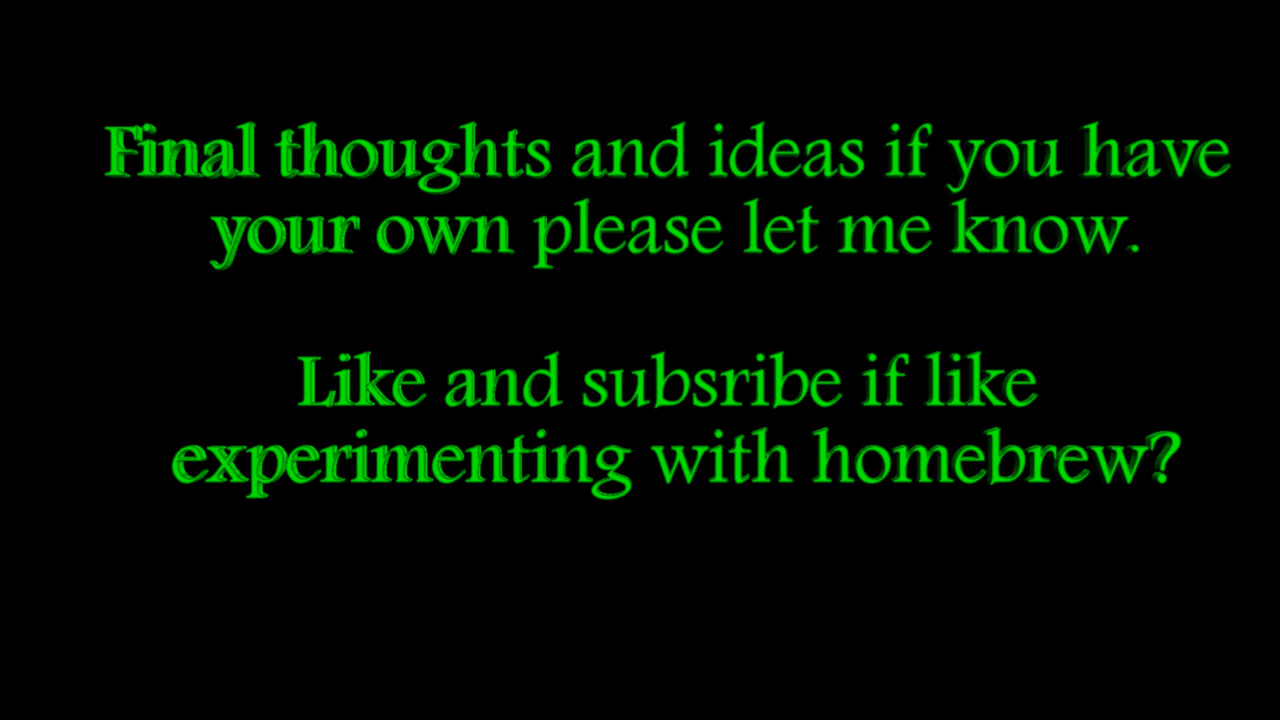 Final thoughts and ideas if you have
your own please let me know.
Like and subsribe if like
experimenting with homebrew?